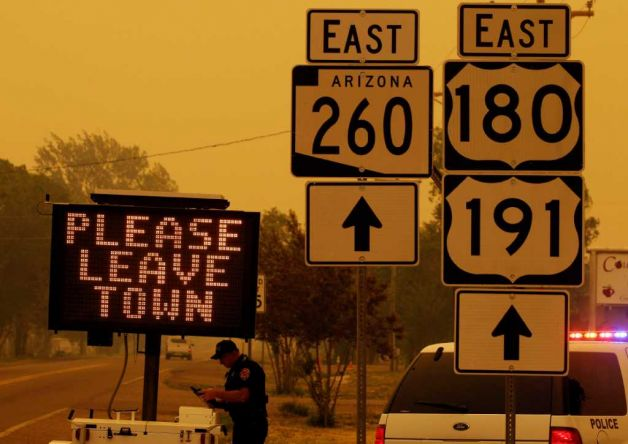 PLEASE
LEAVE
TOWN
EAST
ARIZONA
260
EAST
180
191
POLICE